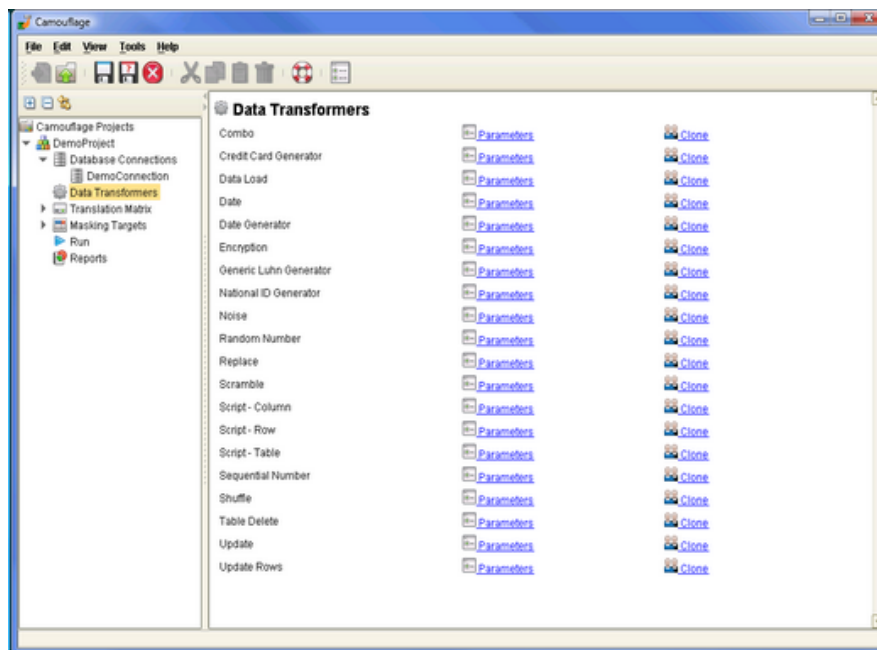 Camouflage
File Edit View Tools Help
Camouflage Projects
DemoProject
Database Connections
DemoConnection
Data Transformers
Translation Matrix
Masking Targets
Run
Reports
Data Transformers
Combo Parameters Clone
Credit Card Generator Parameters Clone
Data Load Parameters Clone
Date Parameters Clone
Date Generator Parameters Clone
Encryption Parameters Clone
Generic Luhn Generator Parameters Clone
National ID Generator Parameters Clone
Noise Parameters Clone
Random Number Parameters Clone
Replace Parameters Clone
Scramble Parameters Clone
Script - Column Parameters Clone
Script - Row Parameters Clone
Script - Table Parameters Clone
Sequential Number Parameters Clone
Shuffle Parameters Clone
Table Delete Parameters Clone
Update Parameters Clone
Update Rows Parameters Clone